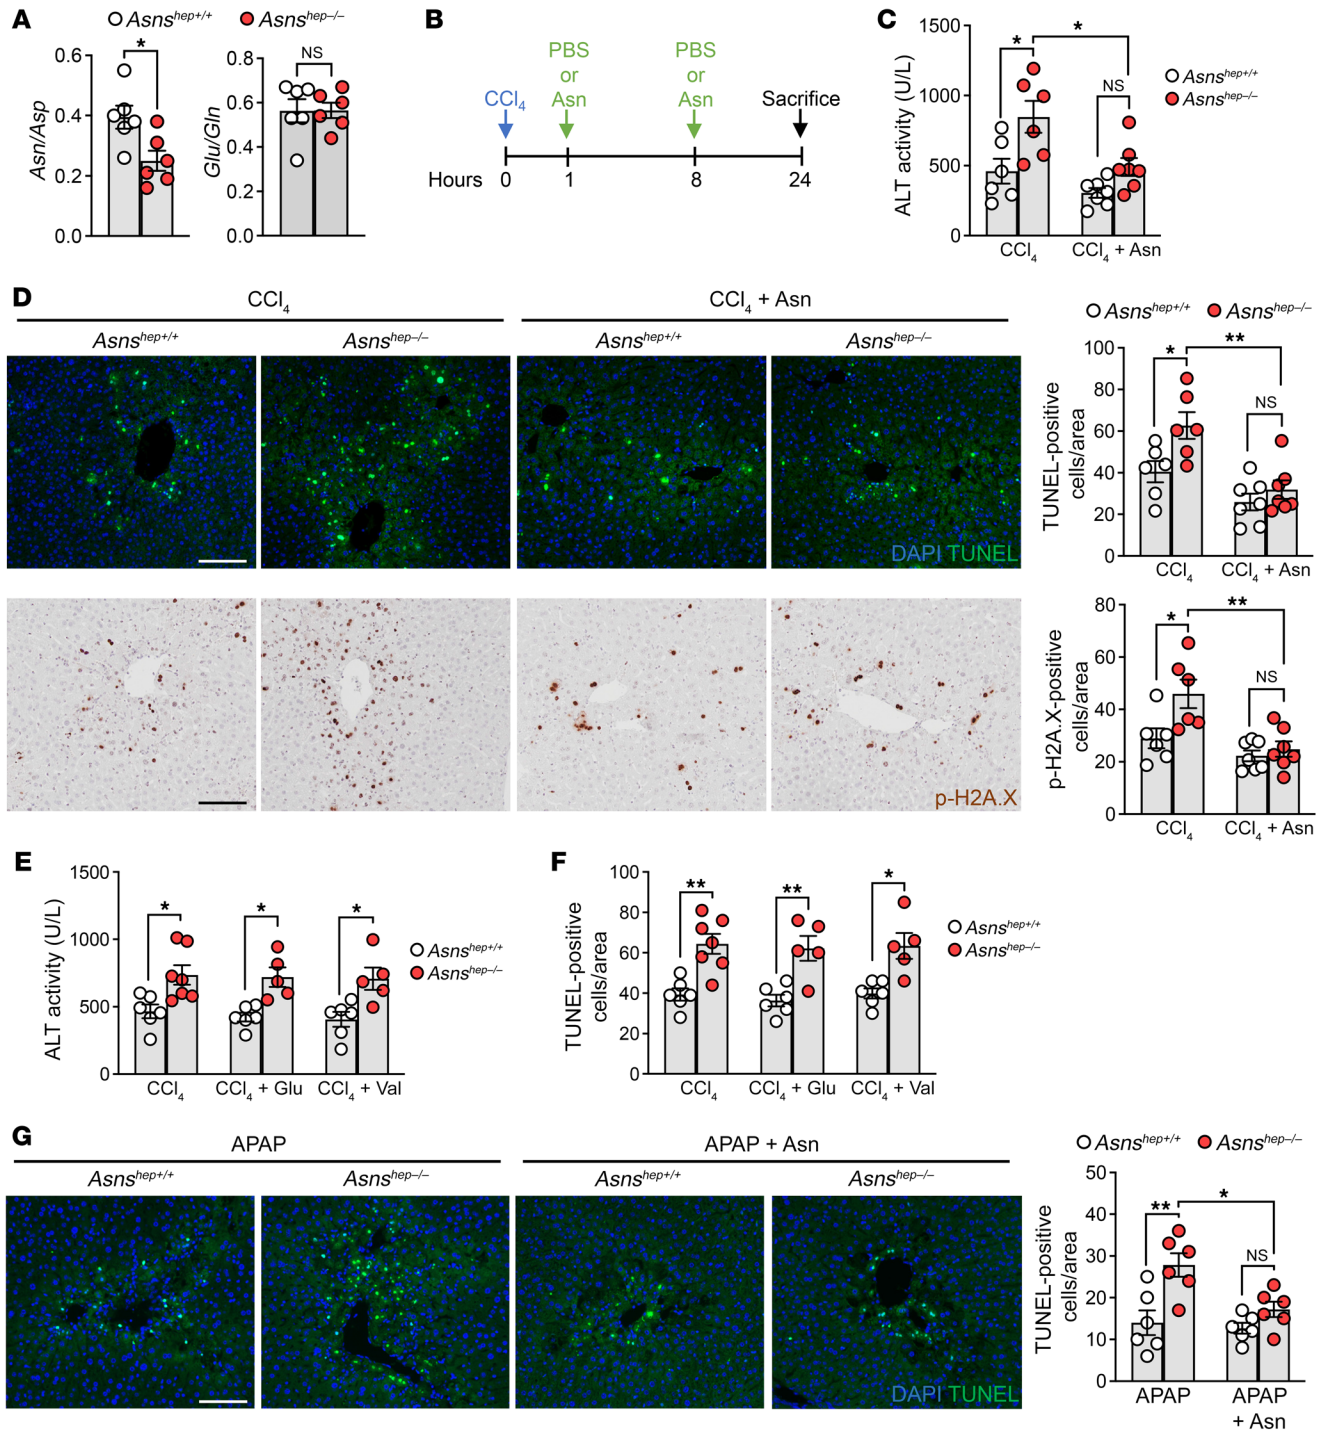 A
Asns^hep+/+ Asns^hep–/–
Asn/Asp
0.6
0.4
0.2
0.0
*
Glu/Gln
0.8
0.6
0.4
0.2
0.0
NS
B
CCl4
PBS
or
Asn
PBS
or
Asn
Sacrifice
Hours 0 1 8 24
C
ALT activity (U/L)
1500
1000
500
0
* * NS
CCl4 CCl4 + Asn
Asns^hep+/+
Asns^hep–/–
D
CCl4 CCl4 + Asn
Asns^hep+/+ Asns^hep–/– Asns^hep+/+ Asns^hep–/–
DAPI TUNEL
p-H2A.X
Asns^hep+/+ Asns^hep–/–
TUNEL-positive
cells/area
100
80
60
40
20
0
* ** NS
CCl4 CCl4 + Asn
p-H2A.X-positive
cells/area
80
60
40
20
0
* ** NS
CCl4 CCl4 + Asn
E
ALT activity (U/L)
1500
1000
500
0
* * *
CCl4 CCl4 + Glu CCl4 + Val
Asns^hep+/+
Asns^hep–/–
F
TUNEL-positive
cells/area
100
80
60
40
20
0
** ** *
CCl4 CCl4 + Glu CCl4 + Val
Asns^hep+/+
Asns^hep–/–
G
APAP APAP + Asn
Asns^hep+/+ Asns^hep–/– Asns^hep+/+ Asns^hep–/–
DAPI TUNEL
Asns^hep+/+ Asns^hep–/–
TUNEL-positive
cells/area
50
40
30
20
10
0
** * NS
APAP APAP
+ Asn